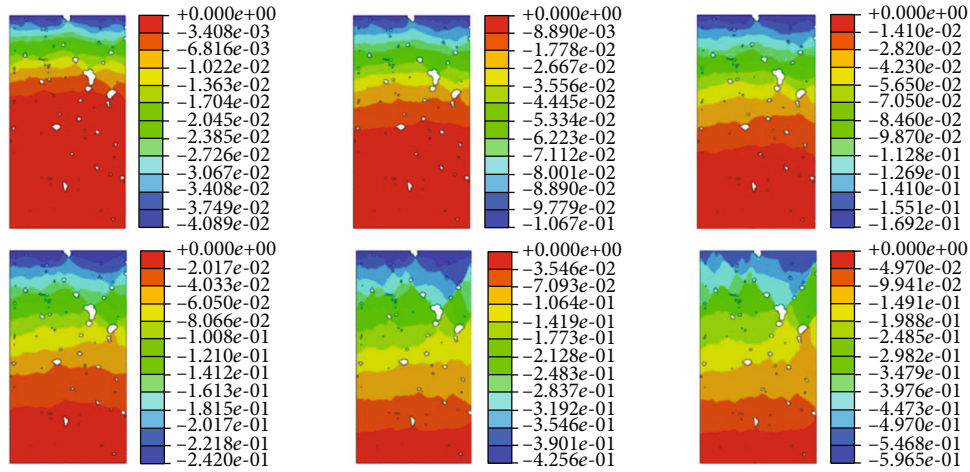 +0.000e+00
−3.408e−03
−6.816e−03
−1.022e−02
−1.363e−02
−1.704e−02
−2.045e−02
−2.385e−02
−2.726e−02
−3.067e−02
−3.408e−02
−3.749e−02
−4.089e−02
+0.000e+00
−8.890e−03
−1.778e−02
−2.667e−02
−3.556e−02
−4.445e−02
−5.334e−02
−6.223e−02
−7.112e−02
−8.001e−02
−8.890e−02
−9.779e−02
−1.067e−01
+0.000e+00
−1.410e−02
−2.820e−02
−4.230e−02
−5.650e−02
−7.050e−02
−8.460e−02
−9.870e−02
−1.128e−01
−1.269e−01
−1.410e−01
−1.551e−01
−1.692e−01
+0.000e+00
−2.017e−02
−4.033e−02
−6.050e−02
−8.066e−02
−1.008e−01
−1.210e−01
−1.412e−01
−1.613e−01
−1.815e−01
−2.017e−01
−2.218e−01
−2.420e−01
+0.000e+00
−3.546e−02
−7.093e−02
−1.064e−01
−1.419e−01
−1.773e−01
−2.128e−01
−2.483e−01
−2.837e−01
−3.192e−01
−3.546e−01
−3.901e−01
−4.256e−01
+0.000e+00
−4.970e−02
−9.941e−02
−1.491e−01
−1.988e−01
−2.485e−01
−2.982e−01
−3.479e−01
−3.976e−01
−4.473e−01
−4.970e−01
−5.468e−01
−5.965e−01